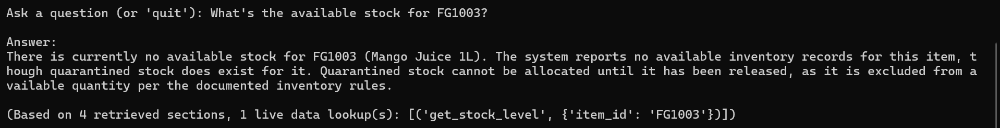 Ask a question (or 'quit'): What's the available stock for FG1003?
Answer:
There is currently no available stock for FG1003 (Mango Juice 1L). The system reports no available inventory records for this item, t
hough quarantined stock does exist for it. Quarantined stock cannot be allocated until it has been released, as it is excluded from a
vailable quantity per the documented inventory rules.
(Based on 4 retrieved sections, 1 live data lookup(s): [('get_stock_level', {'item_id': 'FG1003'})])